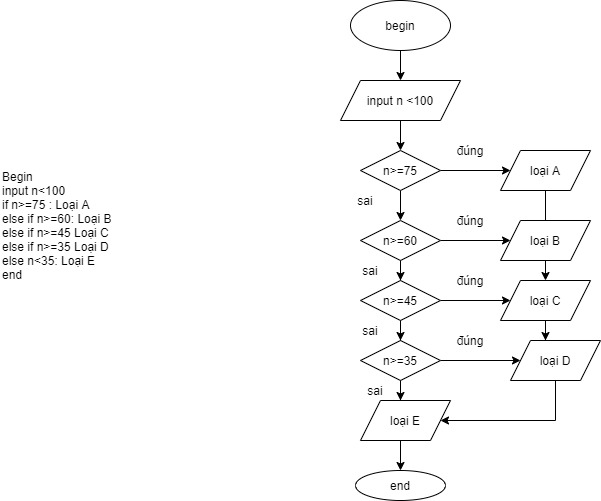 Begin
input n<100
if n>=75 : Loại A
else if n>=60: Loại B
else if n>=45 Loại C
else if n>=35 Loại D
else n<35: Loại E
end
begin
input n <100
n>=75
đúng
loại A
sai
n>=60
đúng
loại B
sai
n>=45
đúng
loại C
sai
n>=35
đúng
loại D
sai
loại E
end